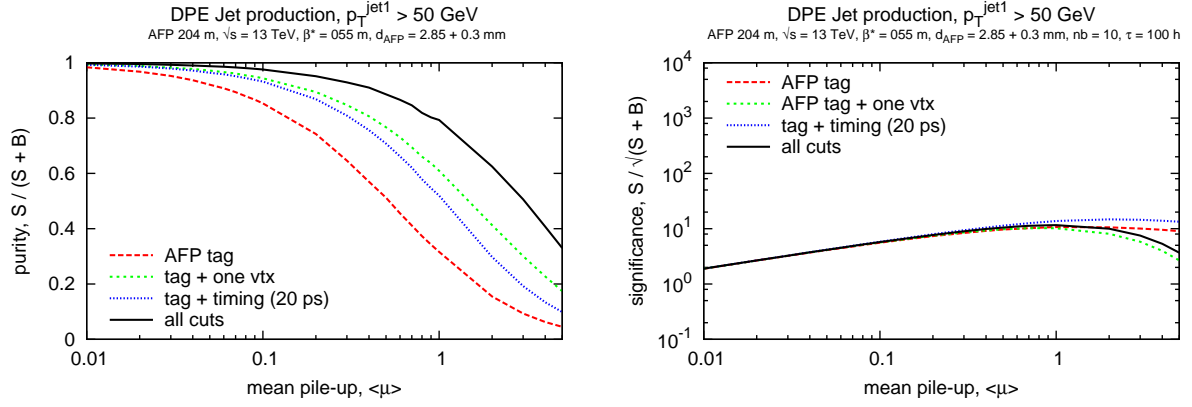 DPE Jet production, p_T^jet1 > 50 GeV
AFP 204 m, √s = 13 TeV, β* = 055 m, d_AFP = 2.85 + 0.3 mm
purity, S / (S + B)
1
0.8
0.6
0.4
0.2
0
AFP tag
tag + one vtx
tag + timing (20 ps)
all cuts
0.01
0.1
1
mean pile-up, <μ>
DPE Jet production, p_T^jet1 > 50 GeV
AFP 204 m, √s = 13 TeV, β* = 055 m, d_AFP = 2.85 + 0.3 mm, nb = 10, τ = 100 h
significance, S / √(S + B)
10^5
10^4
10^3
10^2
10^1
10^0
10^-1
AFP tag
AFP tag + one vtx
tag + timing (20 ps)
all cuts
0.01
0.1
1
mean pile-up, <μ>